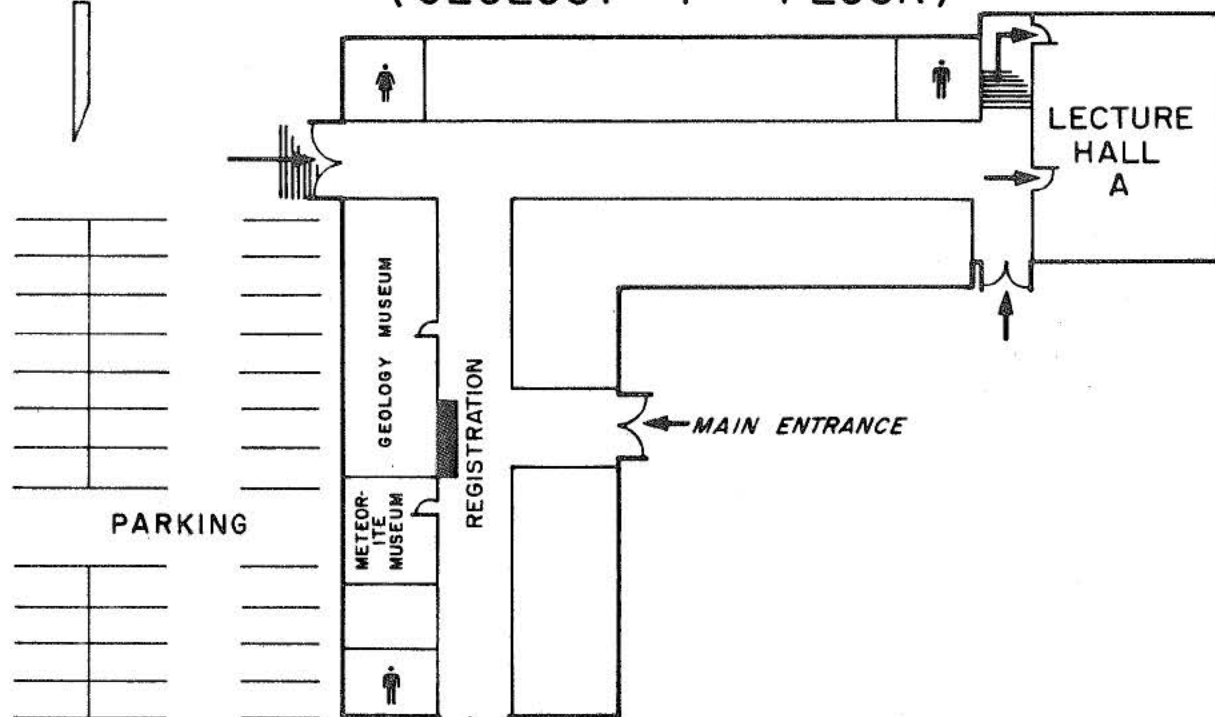 LECTURE
HALL
A
GEOLOGY MUSEUM
REGISTRATION
MAIN ENTRANCE
METEOR-
ITE
MUSEUM
PARKING